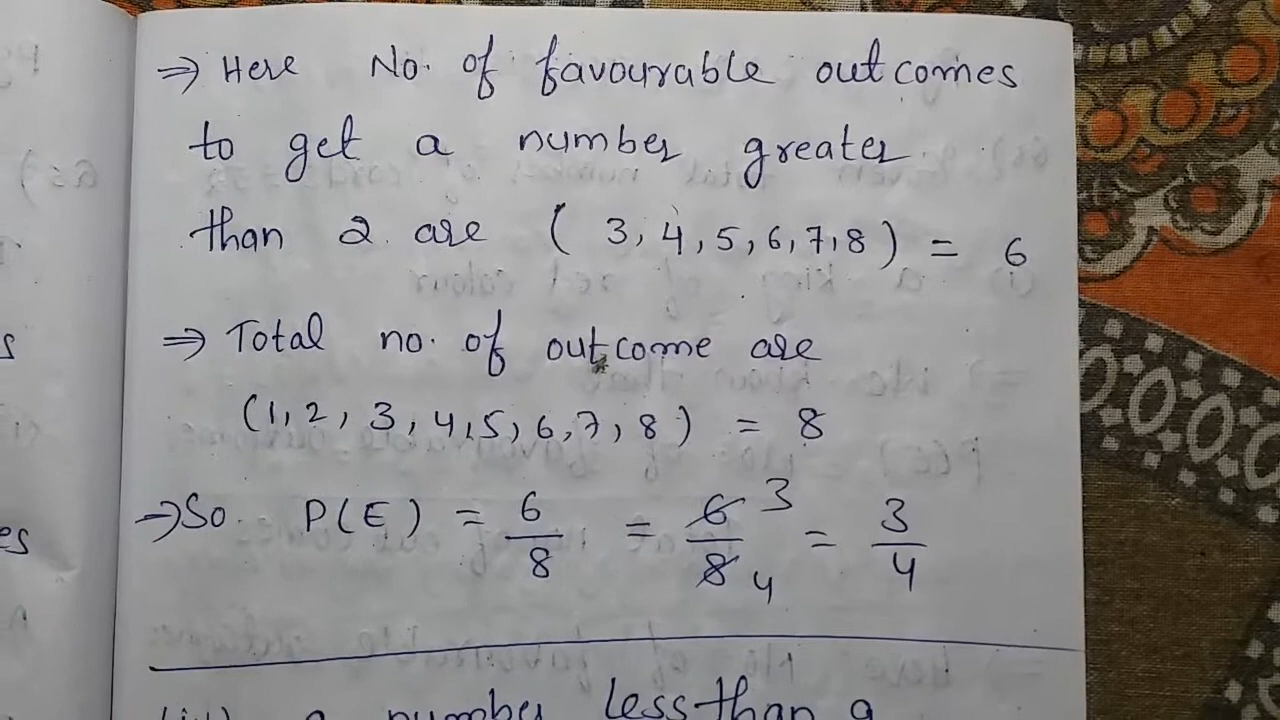 ⇒ Here No. of favourable outcomes
to get a number greater
than 2 are ( 3, 4, 5, 6, 7, 8 ) = 6
⇒ Total no. of outcome are
(1, 2, 3, 4, 5, 6, 7, 8 ) = 8
→ So P(E) = 6/8 = 6/8 3 4 = 3/4
a number less than 9